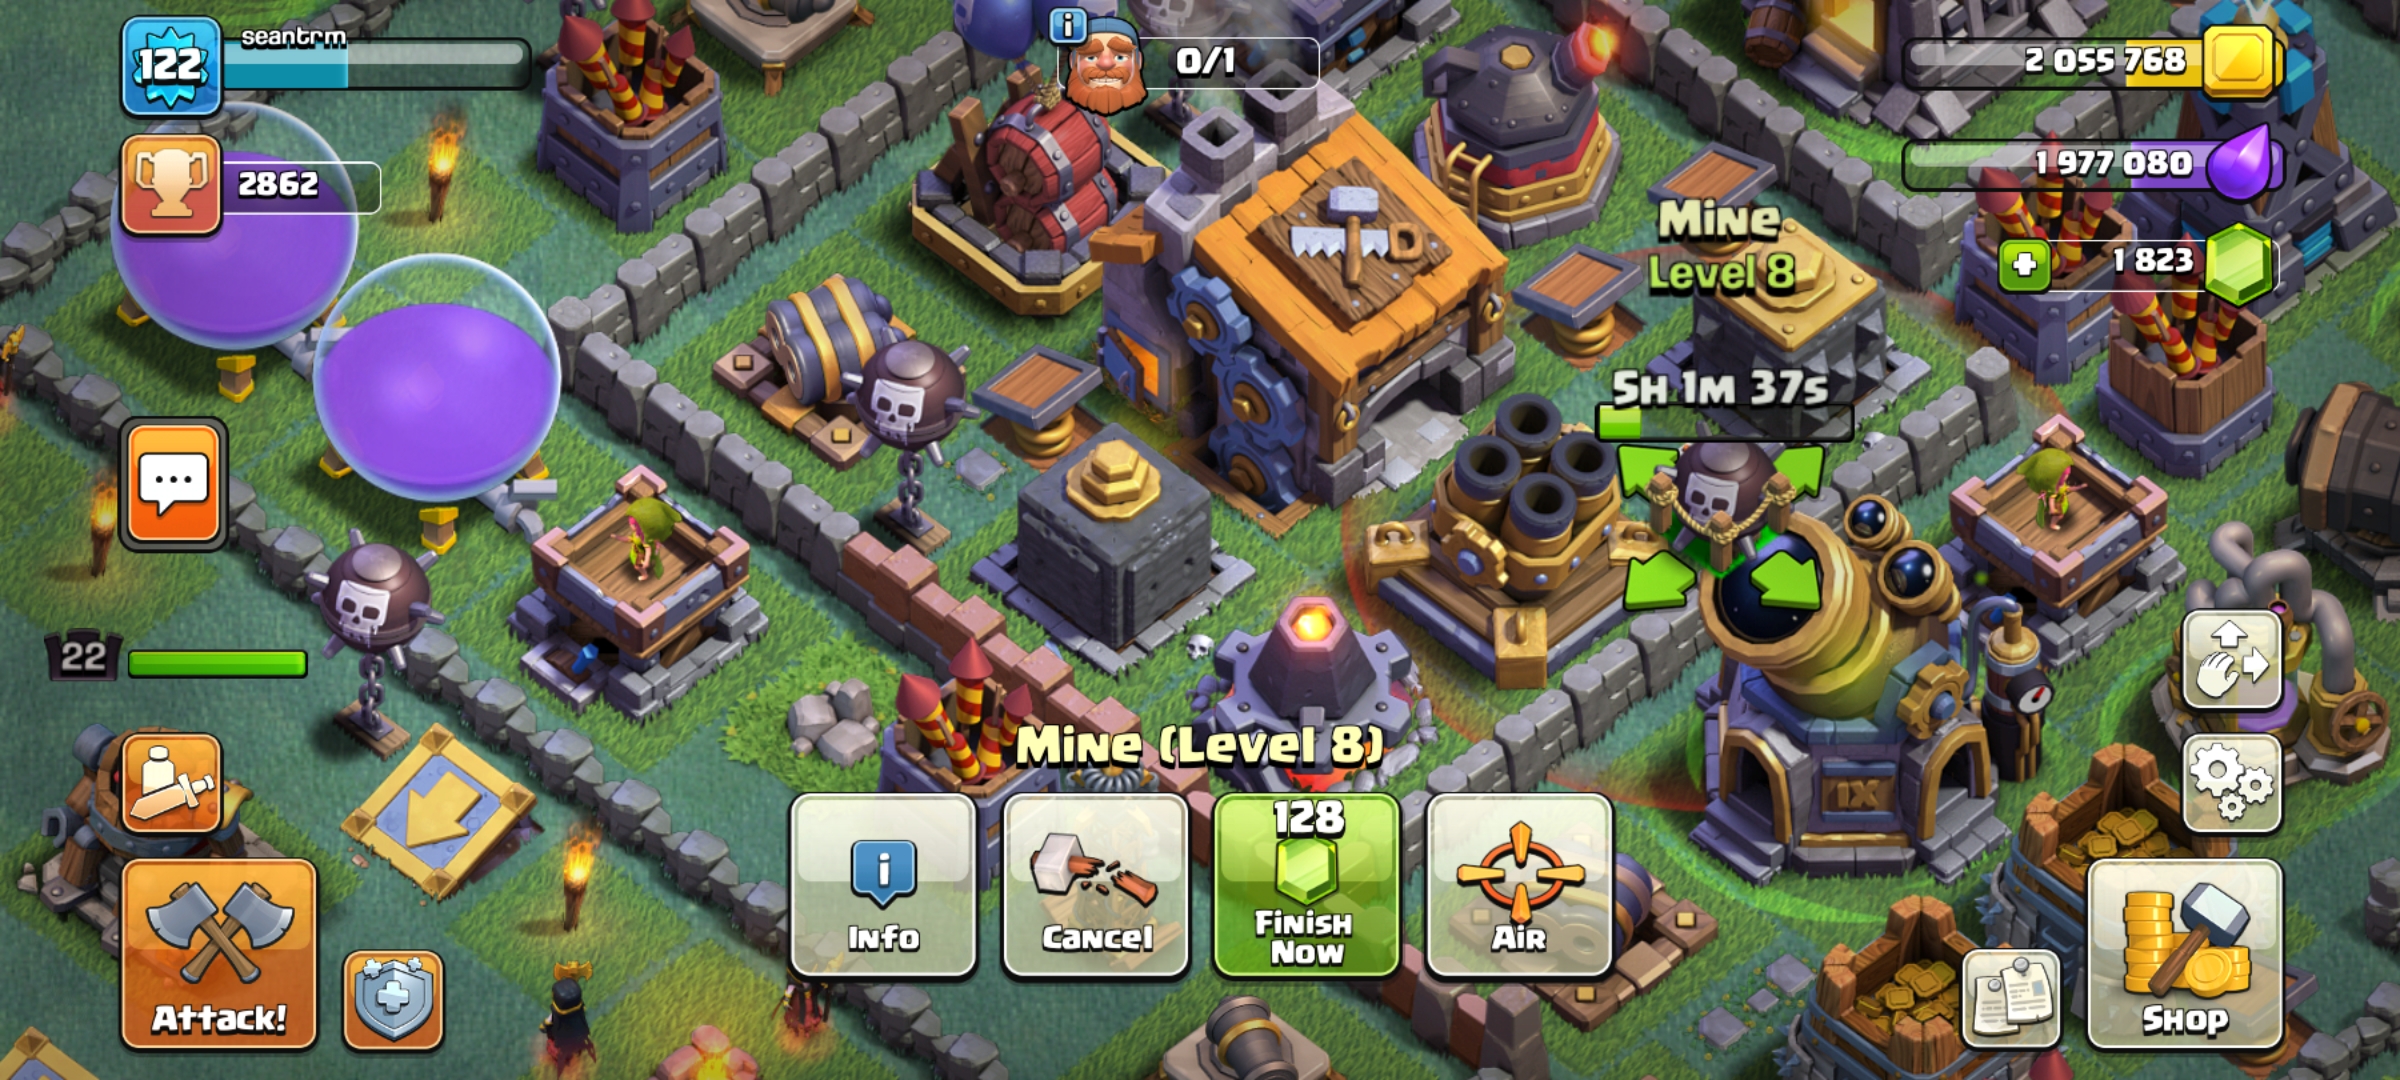 122
seantrm
0/1
2 055 768
2862
1 977 080
Mine
Level 8
1 823
5h 1m 37s
22
Mine (Level 8)
128
Info
Cancel
Finish
Now
Air
IX
Attack!
Shop